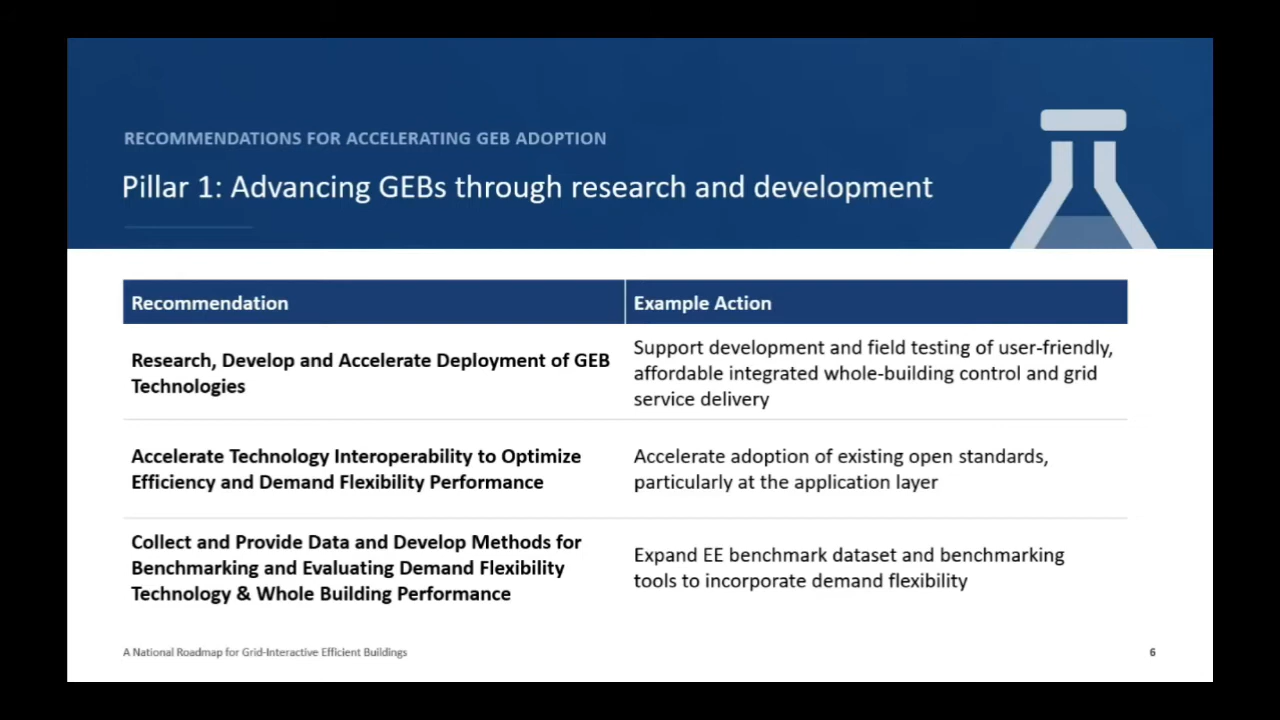 RECOMMENDATIONS FOR ACCELERATING GEB ADOPTION
Pillar 1: Advancing GEBs through research and development
Recommendation
Example Action
Research, Develop and Accelerate Deployment of GEB
Technologies
Support development and field testing of user-friendly,
affordable integrated whole-building control and grid
service delivery
Accelerate Technology Interoperability to Optimize
Efficiency and Demand Flexibility Performance
Accelerate adoption of existing open standards,
particularly at the application layer
Collect and Provide Data and Develop Methods for
Benchmarking and Evaluating Demand Flexibility
Technology & Whole Building Performance
Expand EE benchmark dataset and benchmarking
tools to incorporate demand flexibility
A National Roadmap for Grid-Interactive Efficient Buildings
6